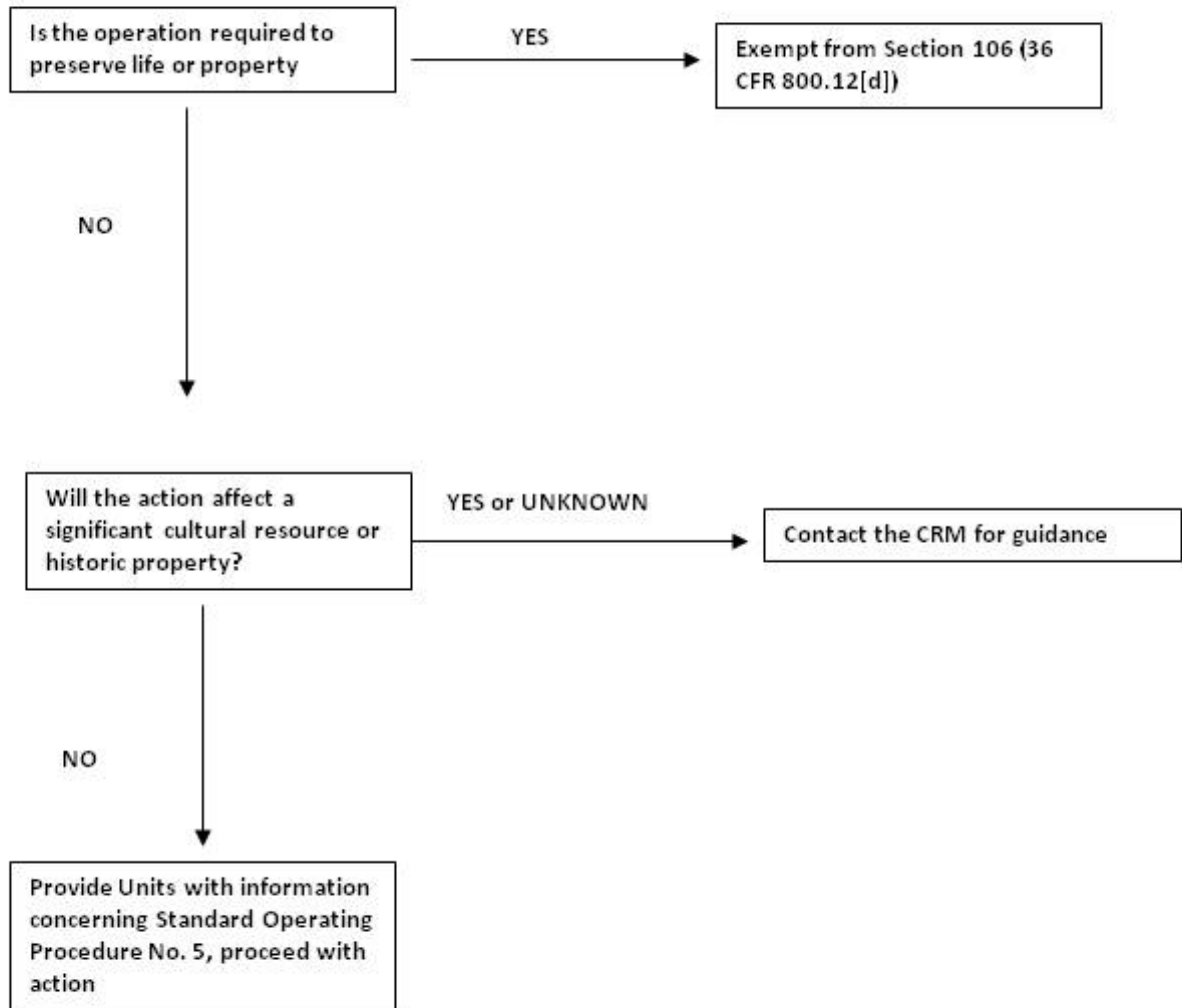 Is the operation required to
preserve life or property
YES
Exempt from Section 106 (36
CFR 800.12[d])
NO
Will the action affect a
significant cultural resource or
historic property?
YES or UNKNOWN
Contact the CRM for guidance
NO
Provide Units with information
concerning Standard Operating
Procedure No. 5, proceed with
action